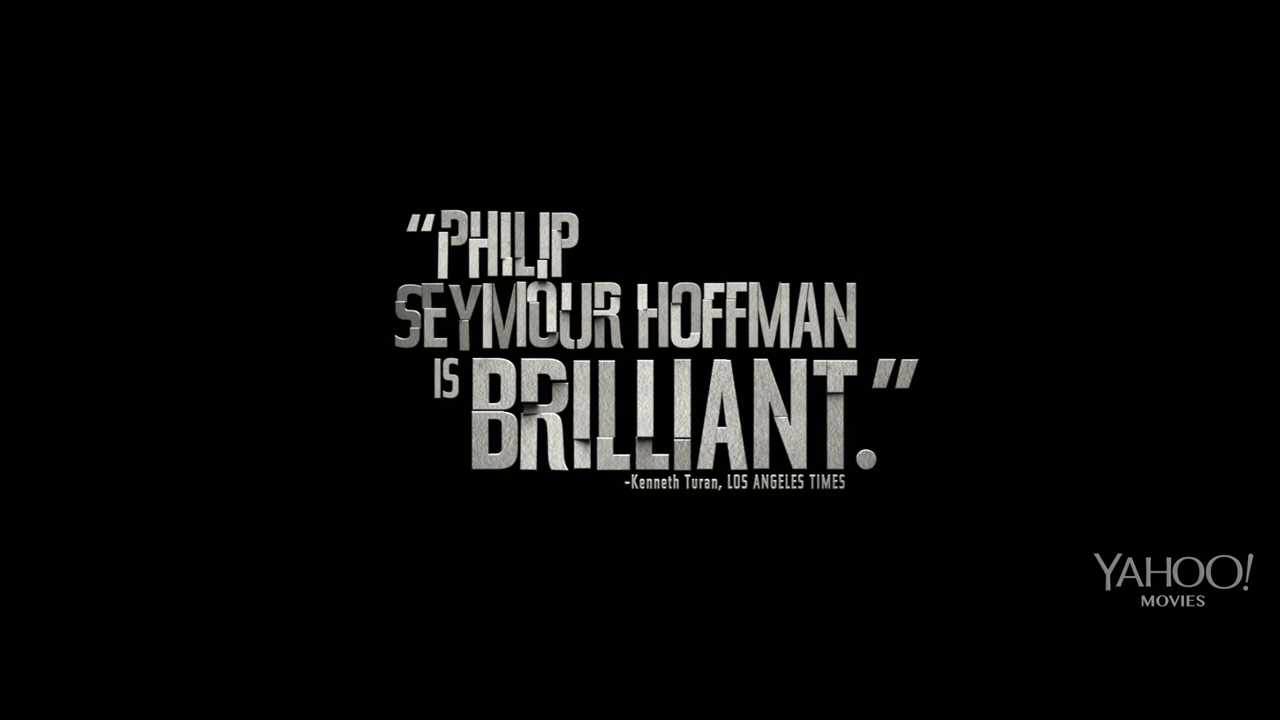 “PHILIP
SEYMOUR HOFFMAN
IS BRILLIANT.”
-Kenneth Turan, LOS ANGELES TIMES
YAHOO!
MOVIES